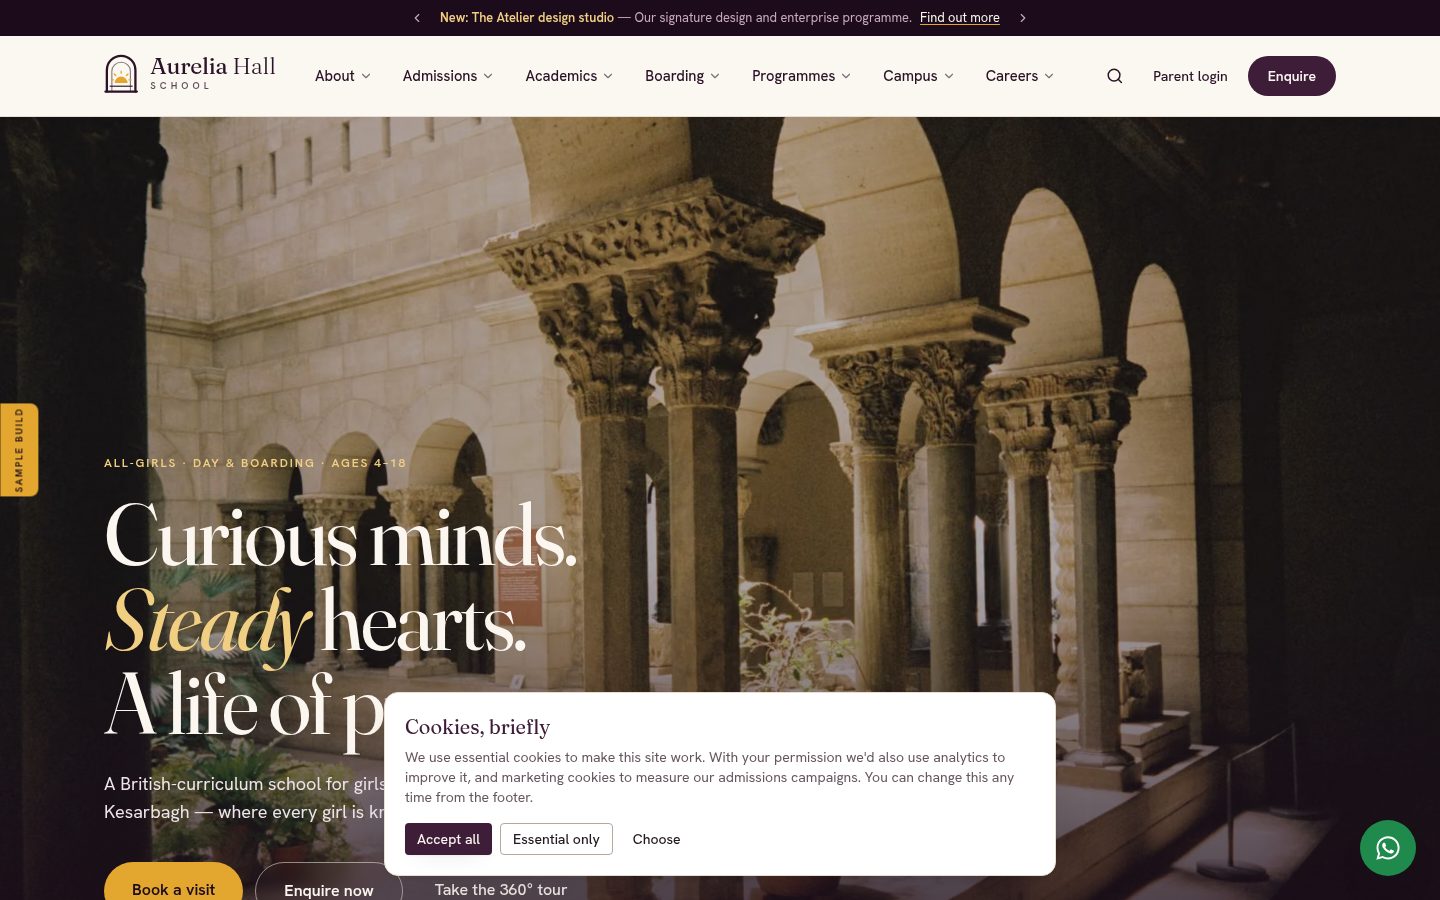 New: The Atelier design studio — Our signature design and enterprise programme. Find out more
Aurelia Hall
SCHOOL
About
Admissions
Academics
Boarding
Programmes
Campus
Careers
Parent login
Enquire
SAMPLE BUILD
ALL-GIRLS · DAY & BOARDING · AGES 4–18
Curious minds.
Steady hearts.
A life of p
A British-curriculum school for girls
Kesarbagh — where every girl is kn
Book a visit
Enquire now
Take the 360° tour
Cookies, briefly
We use essential cookies to make this site work. With your permission we'd also use analytics to
improve it, and marketing cookies to measure our admissions campaigns. You can change this any
time from the footer.
Accept all
Essential only
Choose